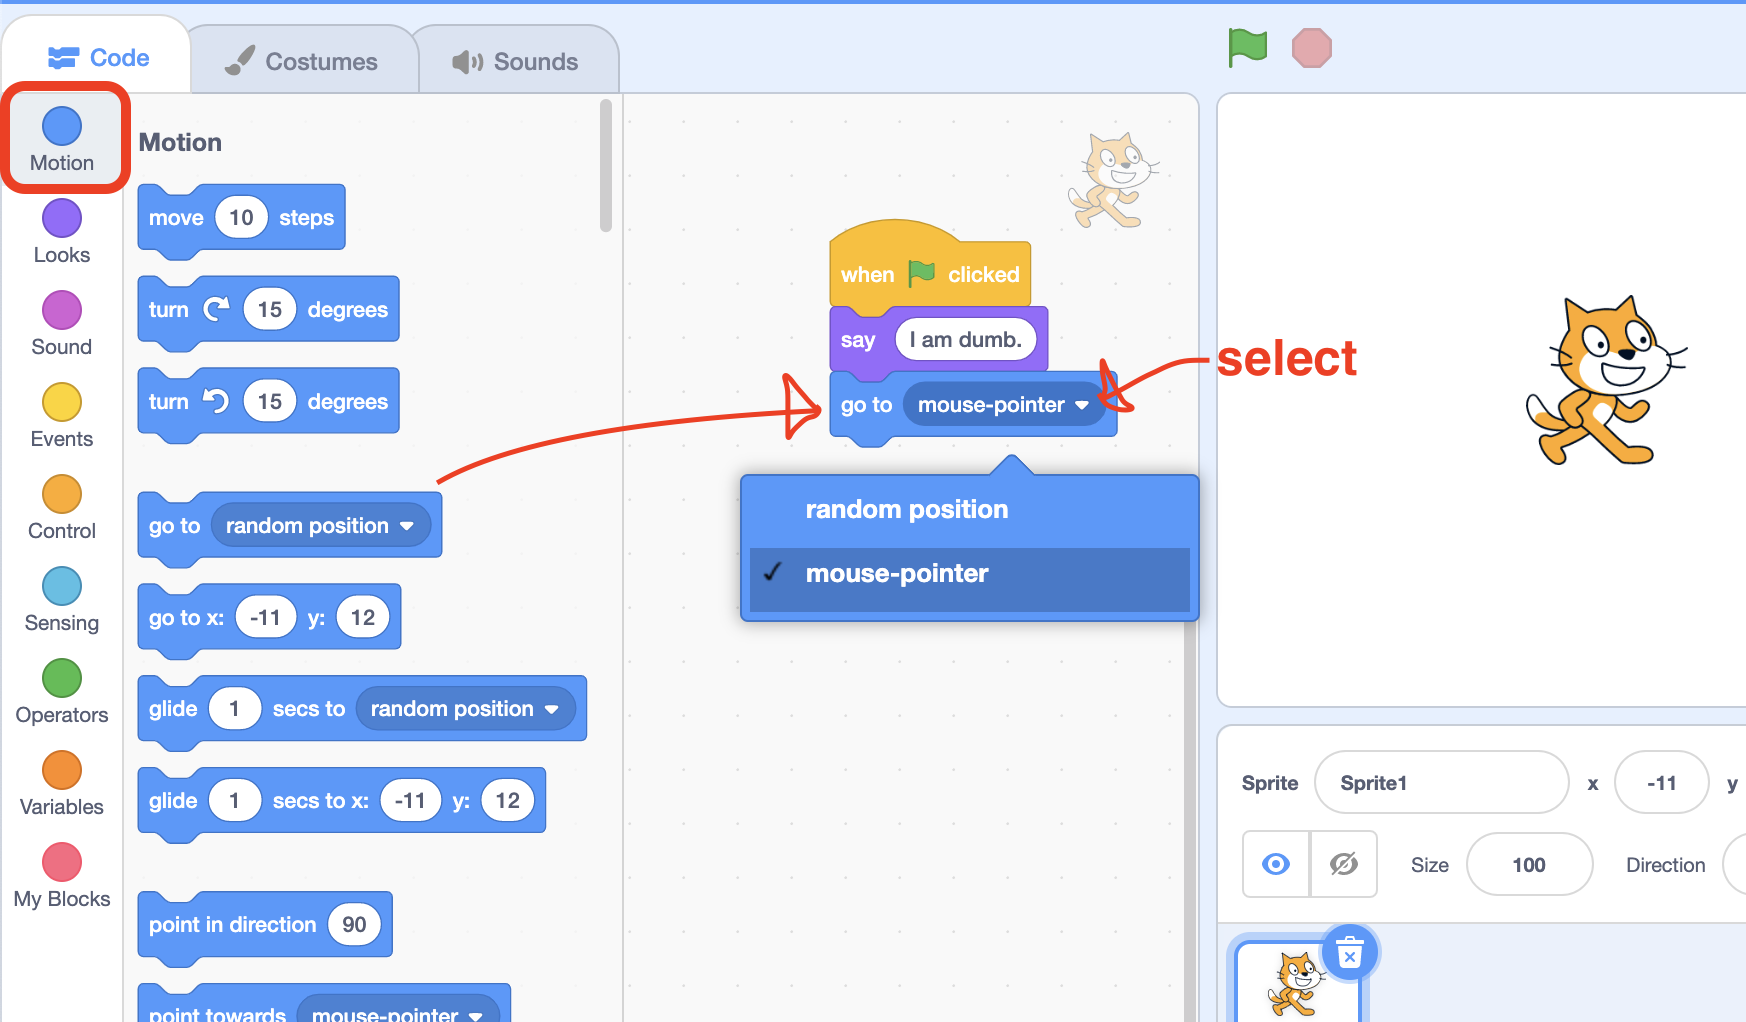 Code
Costumes
Sounds
Motion
Looks
Sound
Events
Control
Sensing
Operators
Variables
My Blocks
Motion
move 10 steps
turn 15 degrees
turn 15 degrees
go to random position
go to x: -11 y: 12
glide 1 secs to random position
glide 1 secs to x: -11 y: 12
point in direction 90
point towards mouse-pointer
when clicked
say I am dumb.
go to mouse-pointer
random position
✓ mouse-pointer
select
Sprite Sprite1 x -11 y
Size 100 Direction